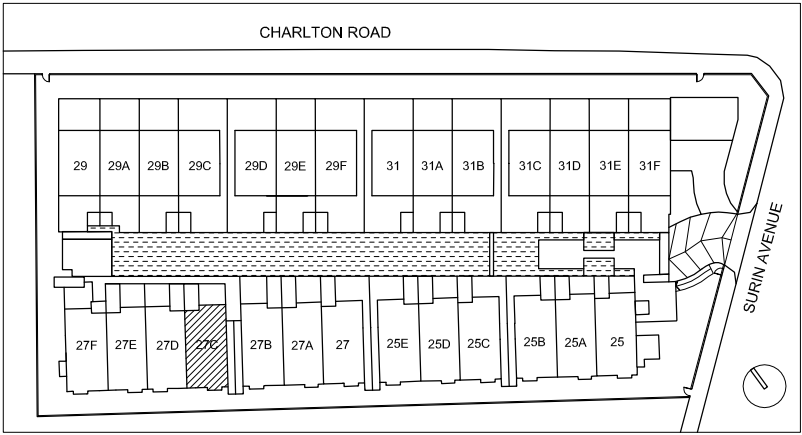 CHARLTON ROAD
29 29A 29B 29C 29D 29E 29F 31 31A 31B 31C 31D 31E 31F
SURIN AVENUE
27F 27E 27D 27C 27B 27A 27 25E 25D 25C 25B 25A 25